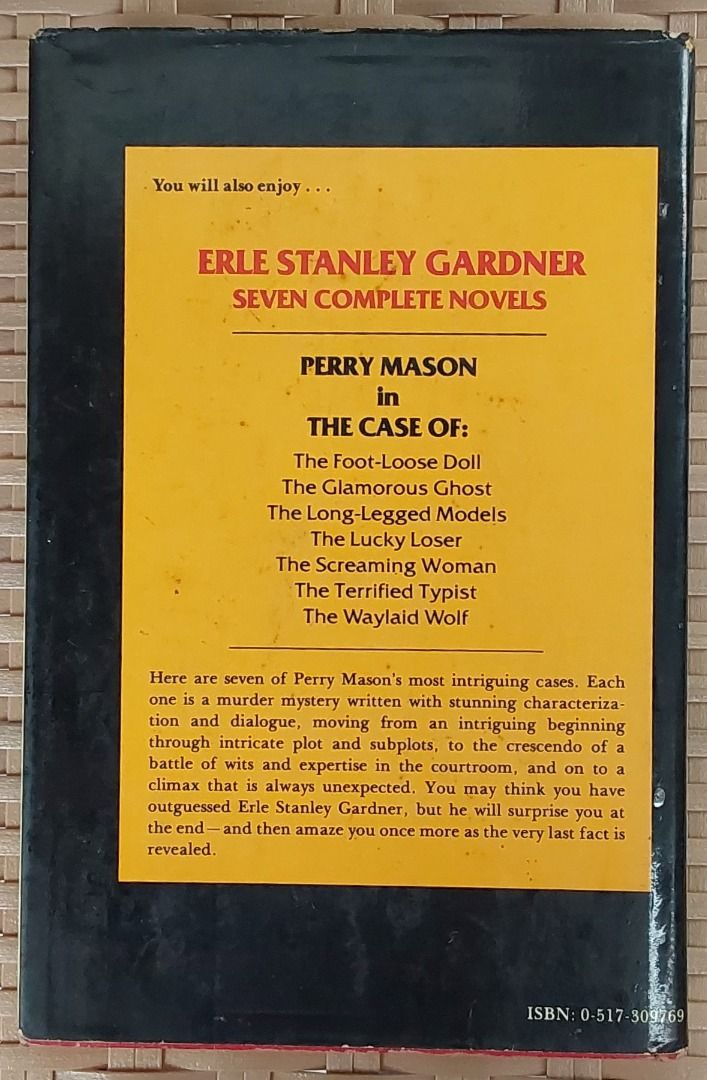 You will also enjoy . . .
ERLE STANLEY GARDNER
SEVEN COMPLETE NOVELS
PERRY MASON
in
THE CASE OF:
The Foot-Loose Doll
The Glamorous Ghost
The Long-Legged Models
The Lucky Loser
The Screaming Woman
The Terrified Typist
The Waylaid Wolf
Here are seven of Perry Mason's most intriguing cases. Each
one is a murder mystery written with stunning characteriza-
tion and dialogue, moving from an intriguing beginning
through intricate plot and subplots, to the crescendo of a
battle of wits and expertise in the courtroom, and on to a
climax that is always unexpected. You may think you have
outguessed Erle Stanley Gardner, but he will surprise you at
the end—and then amaze you once more as the very last fact is
revealed.
ISBN: 0-517-309769